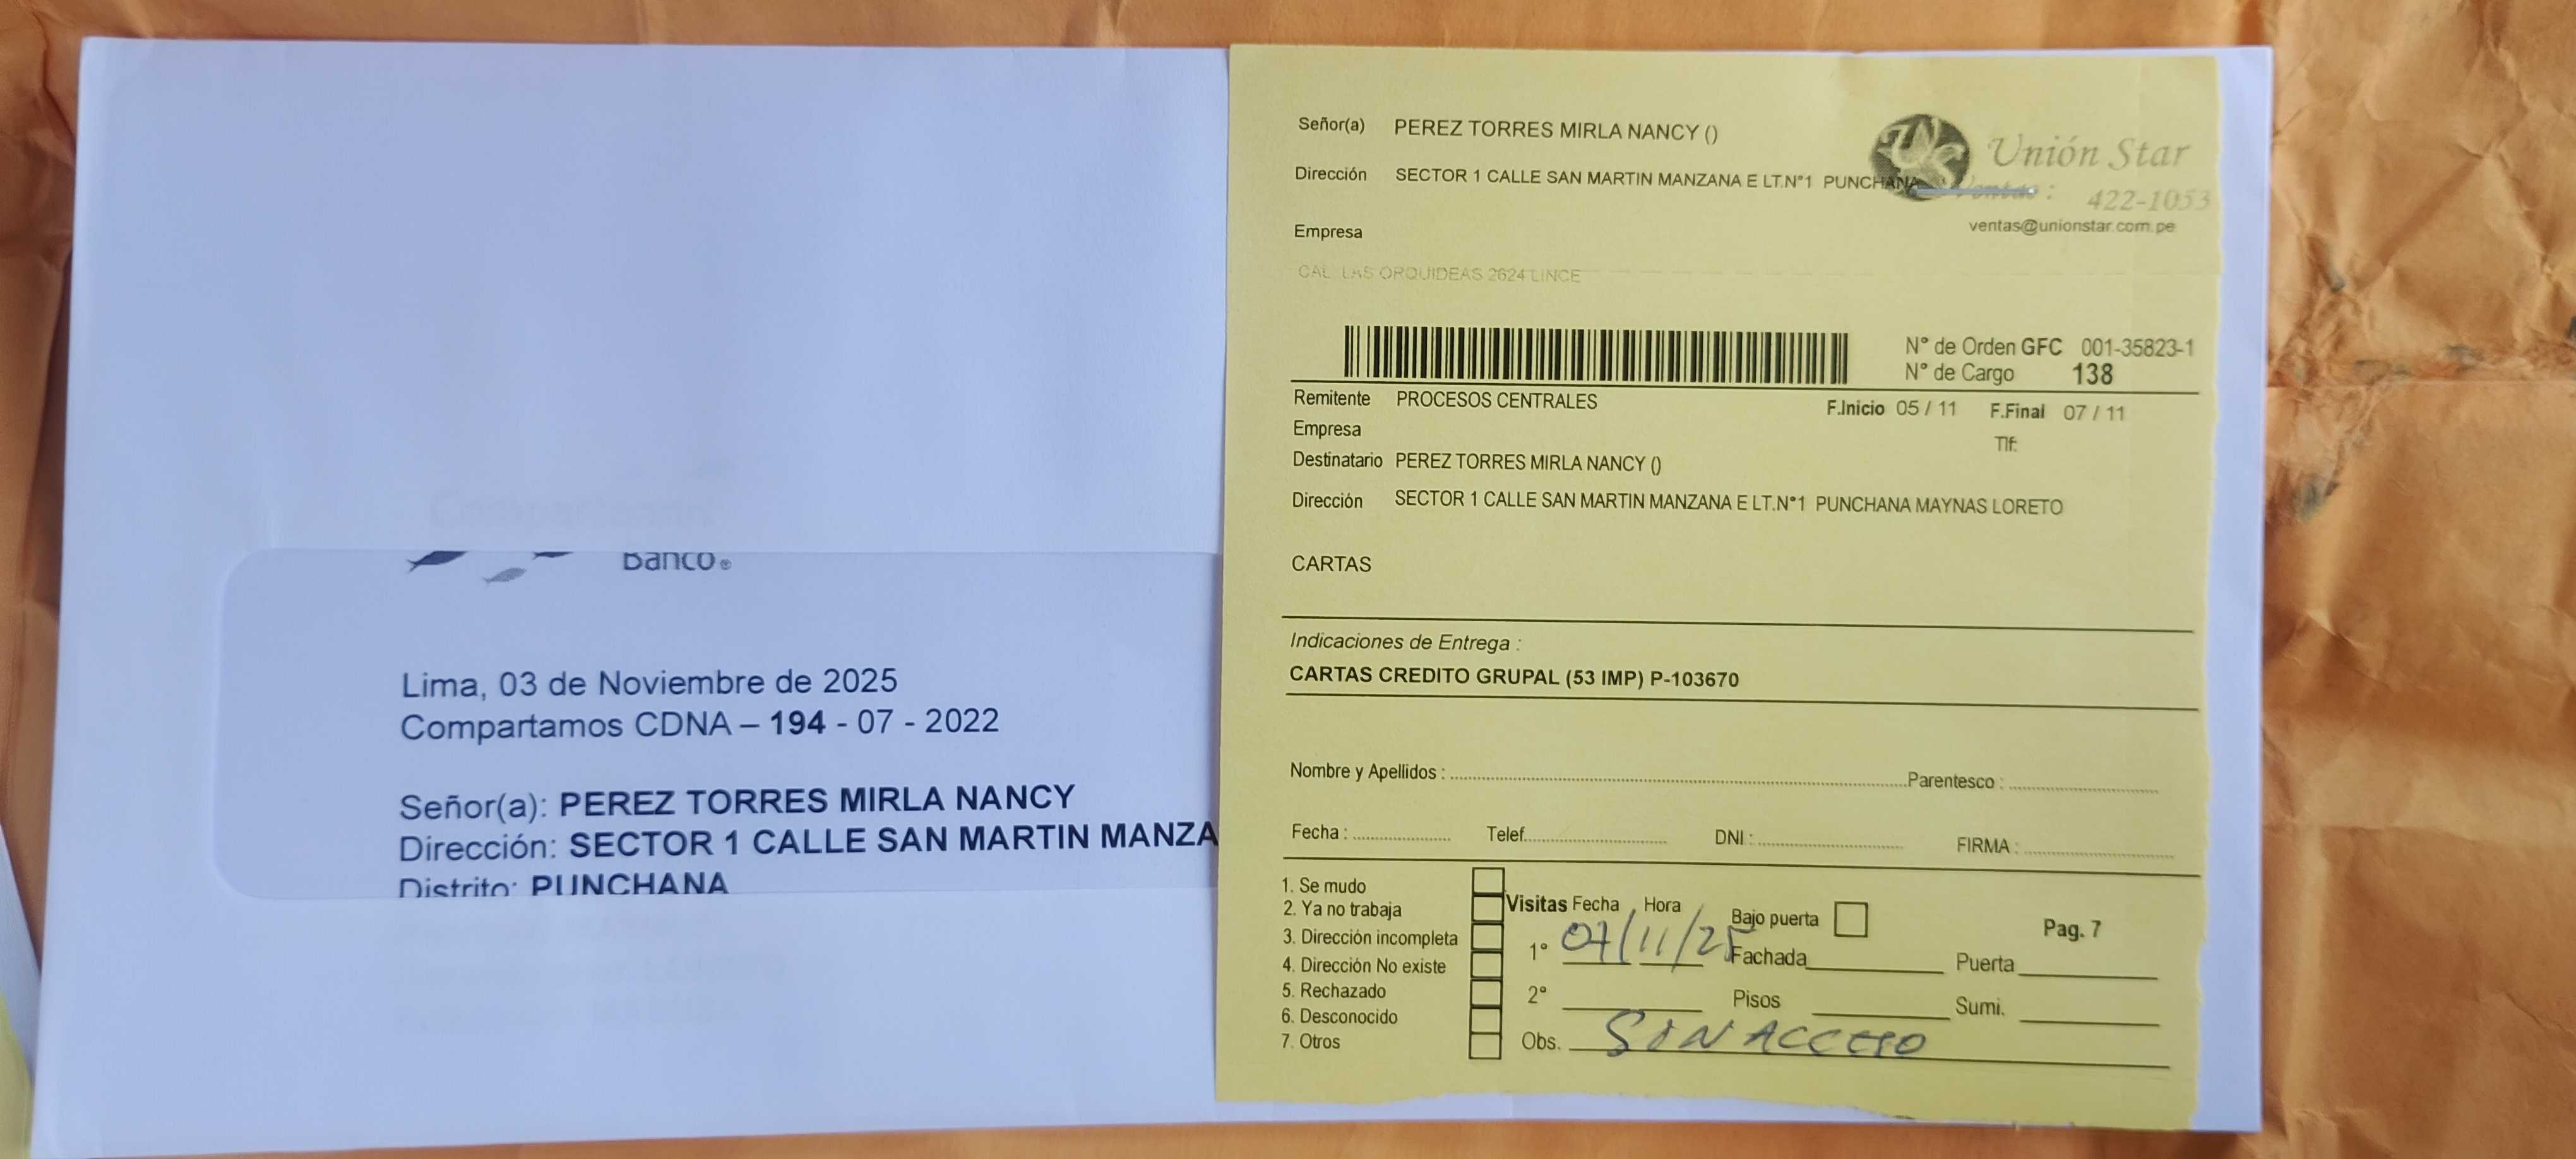 Banco®
Lima, 03 de Noviembre de 2025
Compartamos CDNA – 194 - 07 - 2022
Señor(a): PEREZ TORRES MIRLA NANCY
Dirección: SECTOR 1 CALLE SAN MARTIN MANZA
Distrito: PUNCHANA
Señor(a) PEREZ TORRES MIRLA NANCY ()
Dirección SECTOR 1 CALLE SAN MARTIN MANZANA E LT.N°1 PUNCHANA
Unión Star
Ventas : 422-1053
ventas@unionstar.com.pe
Empresa
CAL. LAS ORQUIDEAS 2624 LINCE
N° de Orden GFC 001-35823-1
N° de Cargo 138
Remitente PROCESOS CENTRALES
F.Inicio 05 / 11 F.Final 07 / 11
Empresa
Tlf:
Destinatario PEREZ TORRES MIRLA NANCY ()
Dirección SECTOR 1 CALLE SAN MARTIN MANZANA E LT.N°1 PUNCHANA MAYNAS LORETO
CARTAS
Indicaciones de Entrega :
CARTAS CREDITO GRUPAL (53 IMP) P-103670
Nombre y Apellidos : Parentesco :
Fecha : Telef. DNI : FIRMA :
1. Se mudo
2. Ya no trabaja
3. Dirección incompleta
4. Dirección No existe
5. Rechazado
6. Desconocido
7. Otros
Visitas Fecha Hora
Bajo puerta
Pag. 7
1° 07/11/25
Fachada Puerta
2° Pisos Sumi.
Obs. SIN ACCESO